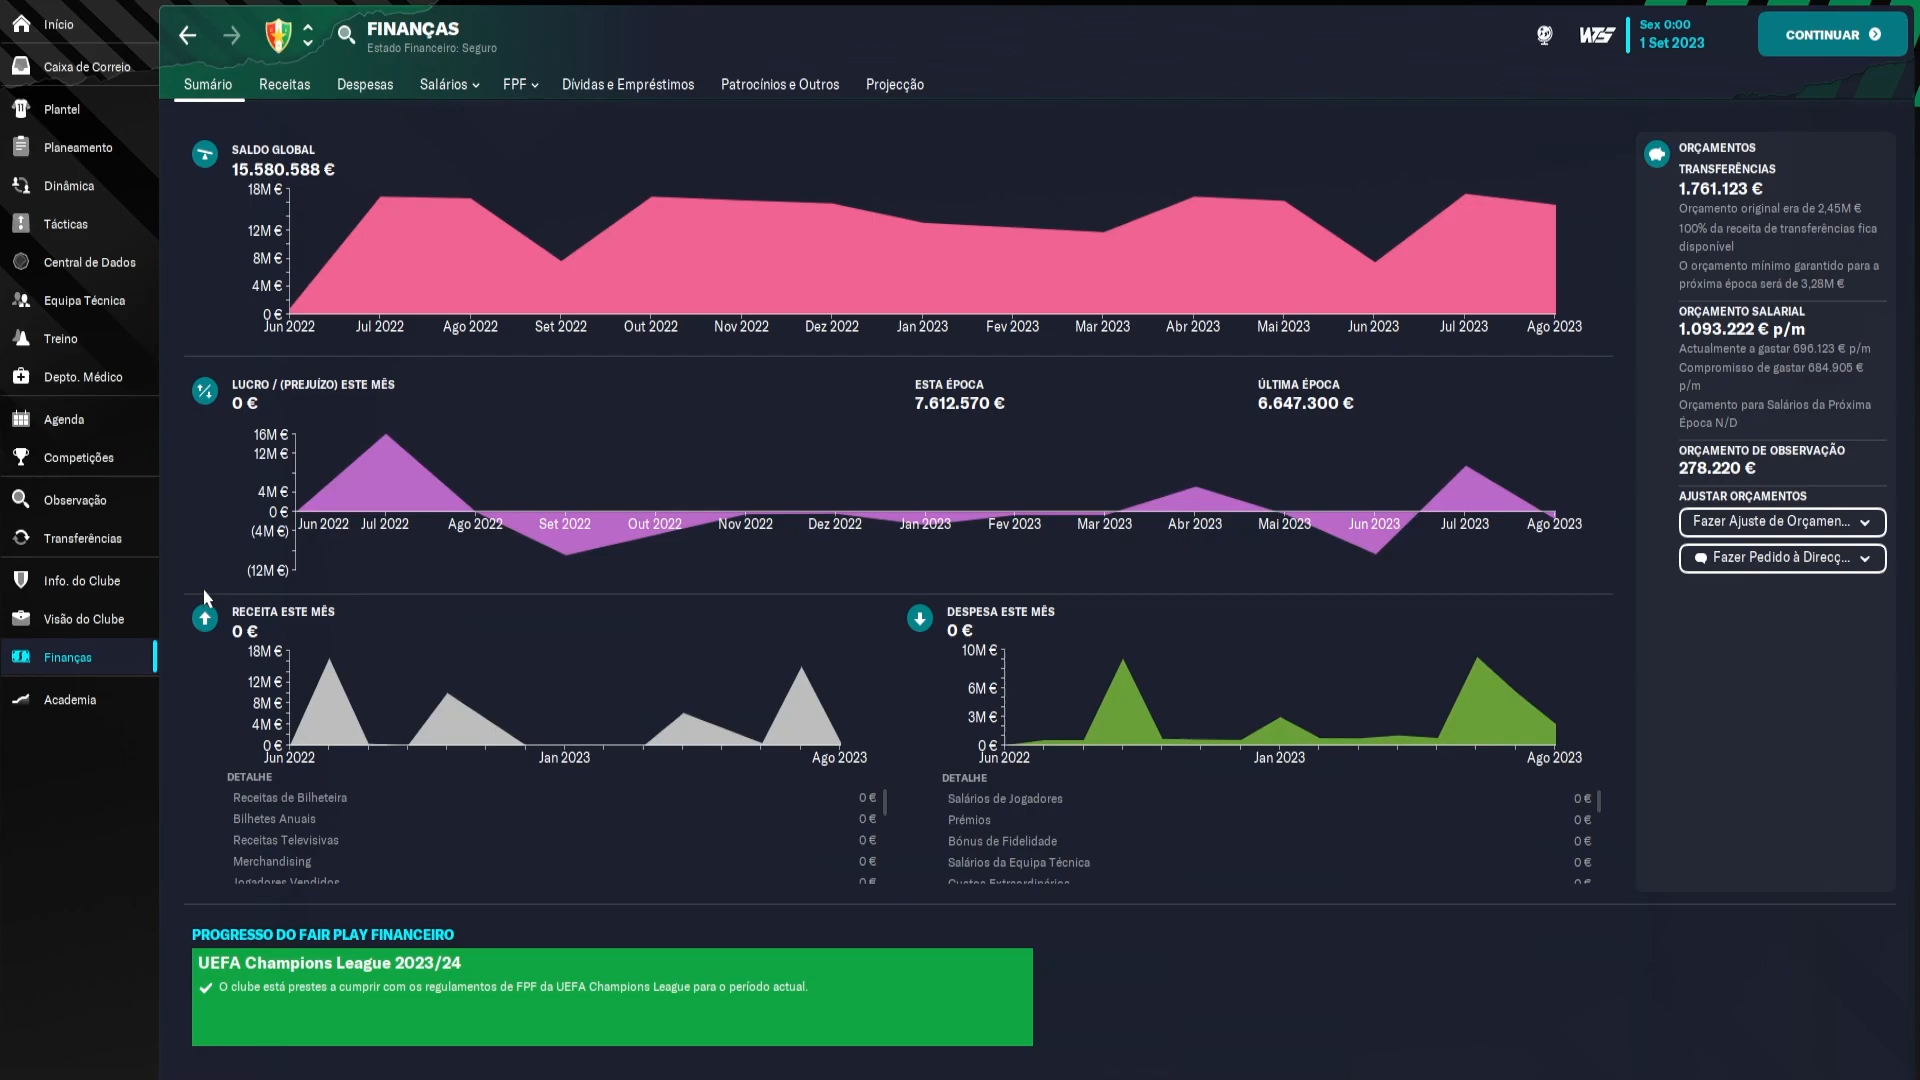 Início
Caixa de Correio
Plantel
Planeamento
Dinâmica
Tácticas
Central de Dados
Equipa Técnica
Treino
Depto. Médico
Agenda
Competições
Observação
Transferências
Info. do Clube
Visão do Clube
Finanças
Academia
FINANÇAS
Estado Financeiro: Seguro
Sex 0:00
1 Set 2023
CONTINUAR
Sumário Receitas Despesas Salários FPF Dívidas e Empréstimos Patrocínios e Outros Projecção
SALDO GLOBAL
15.580.588 €
18M €
12M €
8M €
4M €
0 €
Jun 2022 Jul 2022 Ago 2022 Set 2022 Out 2022 Nov 2022 Dez 2022 Jan 2023 Fev 2023 Mar 2023 Abr 2023 Mai 2023 Jun 2023 Jul 2023 Ago 2023
LUCRO / (PREJUÍZO) ESTE MÊS
0 €
ESTA ÉPOCA
7.612.570 €
ÚLTIMA ÉPOCA
6.647.300 €
16M €
12M €
4M €
0 €
(4M €)
(12M €)
Jun 2022 Jul 2022 Ago 2022 Set 2022 Out 2022 Nov 2022 Dez 2022 Jan 2023 Fev 2023 Mar 2023 Abr 2023 Mai 2023 Jun 2023 Jul 2023 Ago 2023
RECEITA ESTE MÊS
0 €
18M €
12M €
8M €
4M €
0 €
Jun 2022 Jan 2023 Ago 2023
DETALHE
Receitas de Bilheteira 0 €
Bilhetes Anuais 0 €
Receitas Televisivas 0 €
Merchandising 0 €
Jogadores Vendidos 0 €
DESPESA ESTE MÊS
0 €
10M €
6M €
3M €
0 €
Jun 2022 Jan 2023 Ago 2023
DETALHE
Salários de Jogadores 0 €
Prémios 0 €
Bónus de Fidelidade 0 €
Salários da Equipa Técnica 0 €
Custos Extraordinários 0 €
PROGRESSO DO FAIR PLAY FINANCEIRO
UEFA Champions League 2023/24
O clube está prestes a cumprir com os regulamentos de FPF da UEFA Champions League para o período actual.
ORÇAMENTOS
TRANSFERÊNCIAS
1.761.123 €
Orçamento original era de 2,45M €
100% da receita de transferências fica
disponível
O orçamento mínimo garantido para a
próxima época será de 3,28M €
ORÇAMENTO SALARIAL
1.093.222 € p/m
Actualmente a gastar 696.123 € p/m
Compromisso de gastar 684.905 €
p/m
Orçamento para Salários da Próxima
Época N/D
ORÇAMENTO DE OBSERVAÇÃO
278.220 €
AJUSTAR ORÇAMENTOS
Fazer Ajuste de Orçamen...
Fazer Pedido à Direcç...